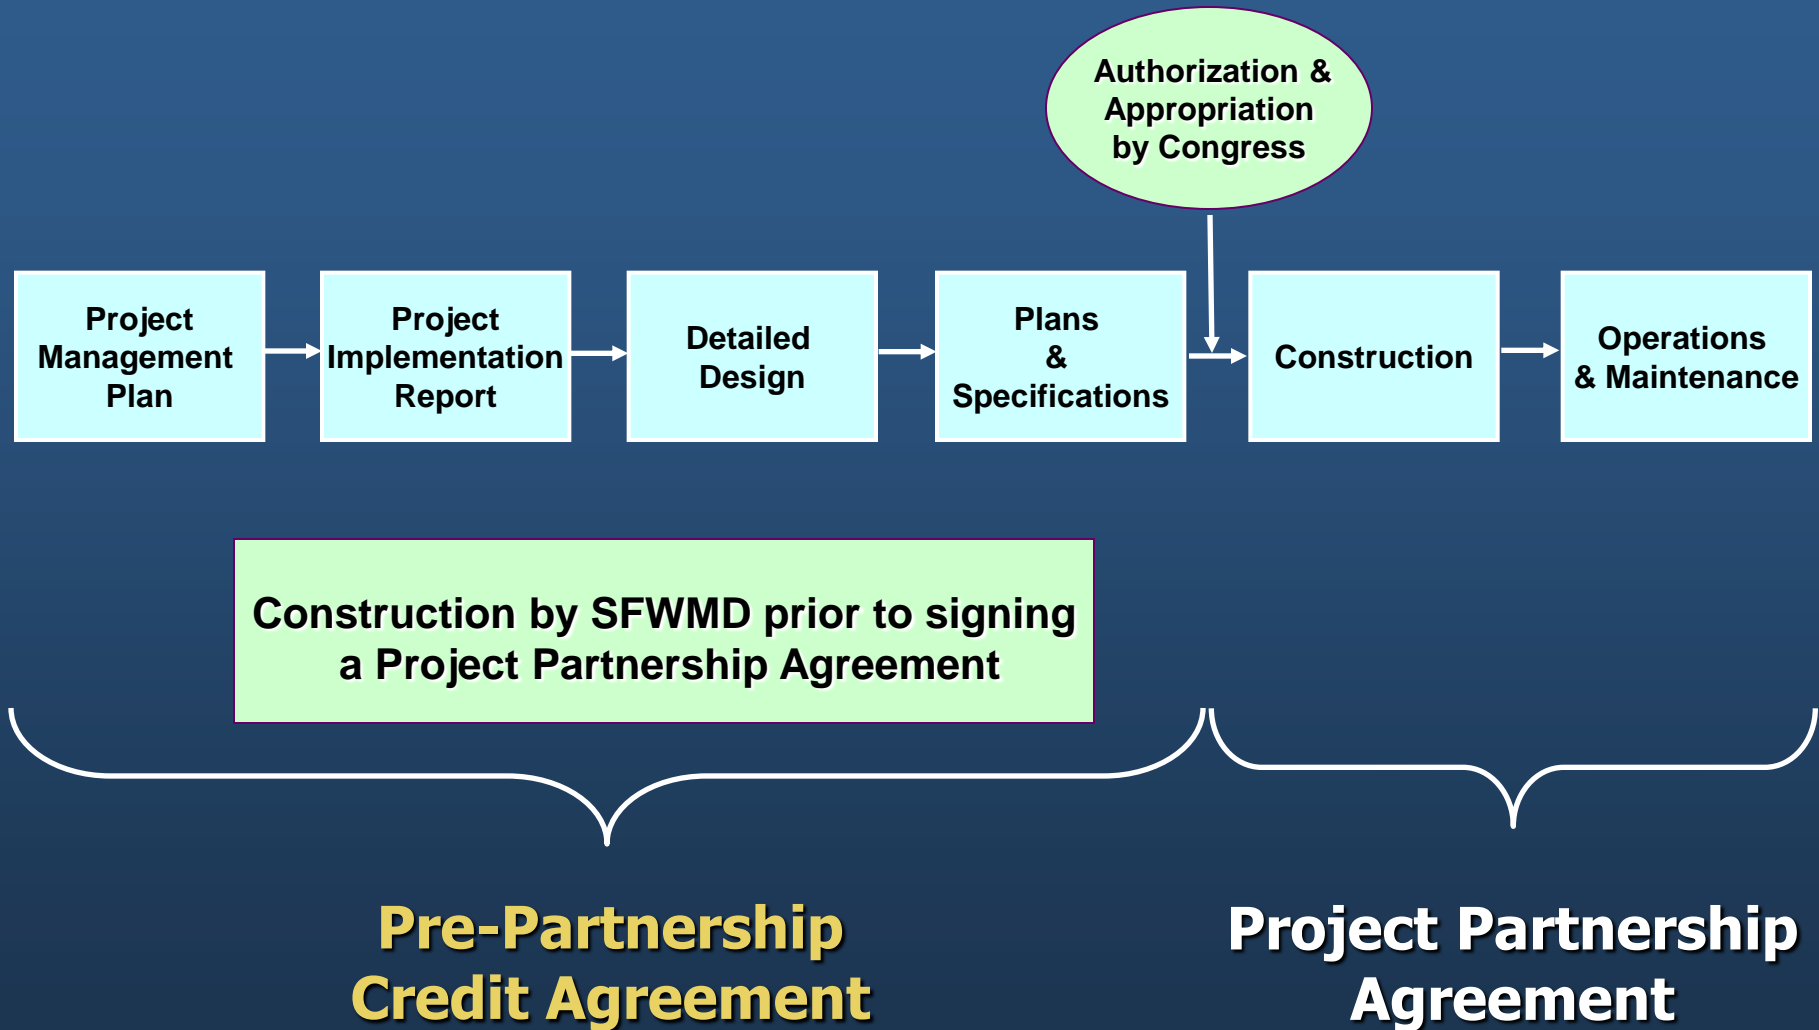 Authorization &
Appropriation
by Congress
Project
Management
Plan
Project
Implementation
Report
Detailed
Design
Plans
&
Specifications
Construction
Operations
& Maintenance
Construction by SFWMD prior to signing
a Project Partnership Agreement
Pre-Partnership
Credit Agreement
Project Partnership
Agreement